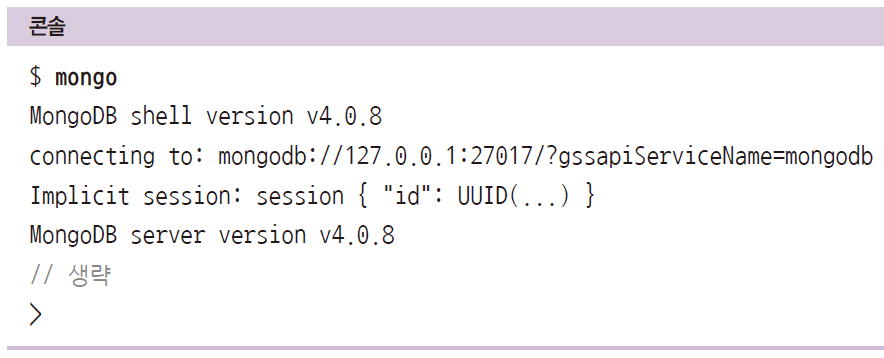 콘솔
$ mongo
MongoDB shell version v4.0.8
connecting to: mongodb://127.0.0.1:27017/?gssapiServiceName=mongodb
Implicit session: session { "id": UUID(...) }
MongoDB server version v4.0.8
// 생략
>